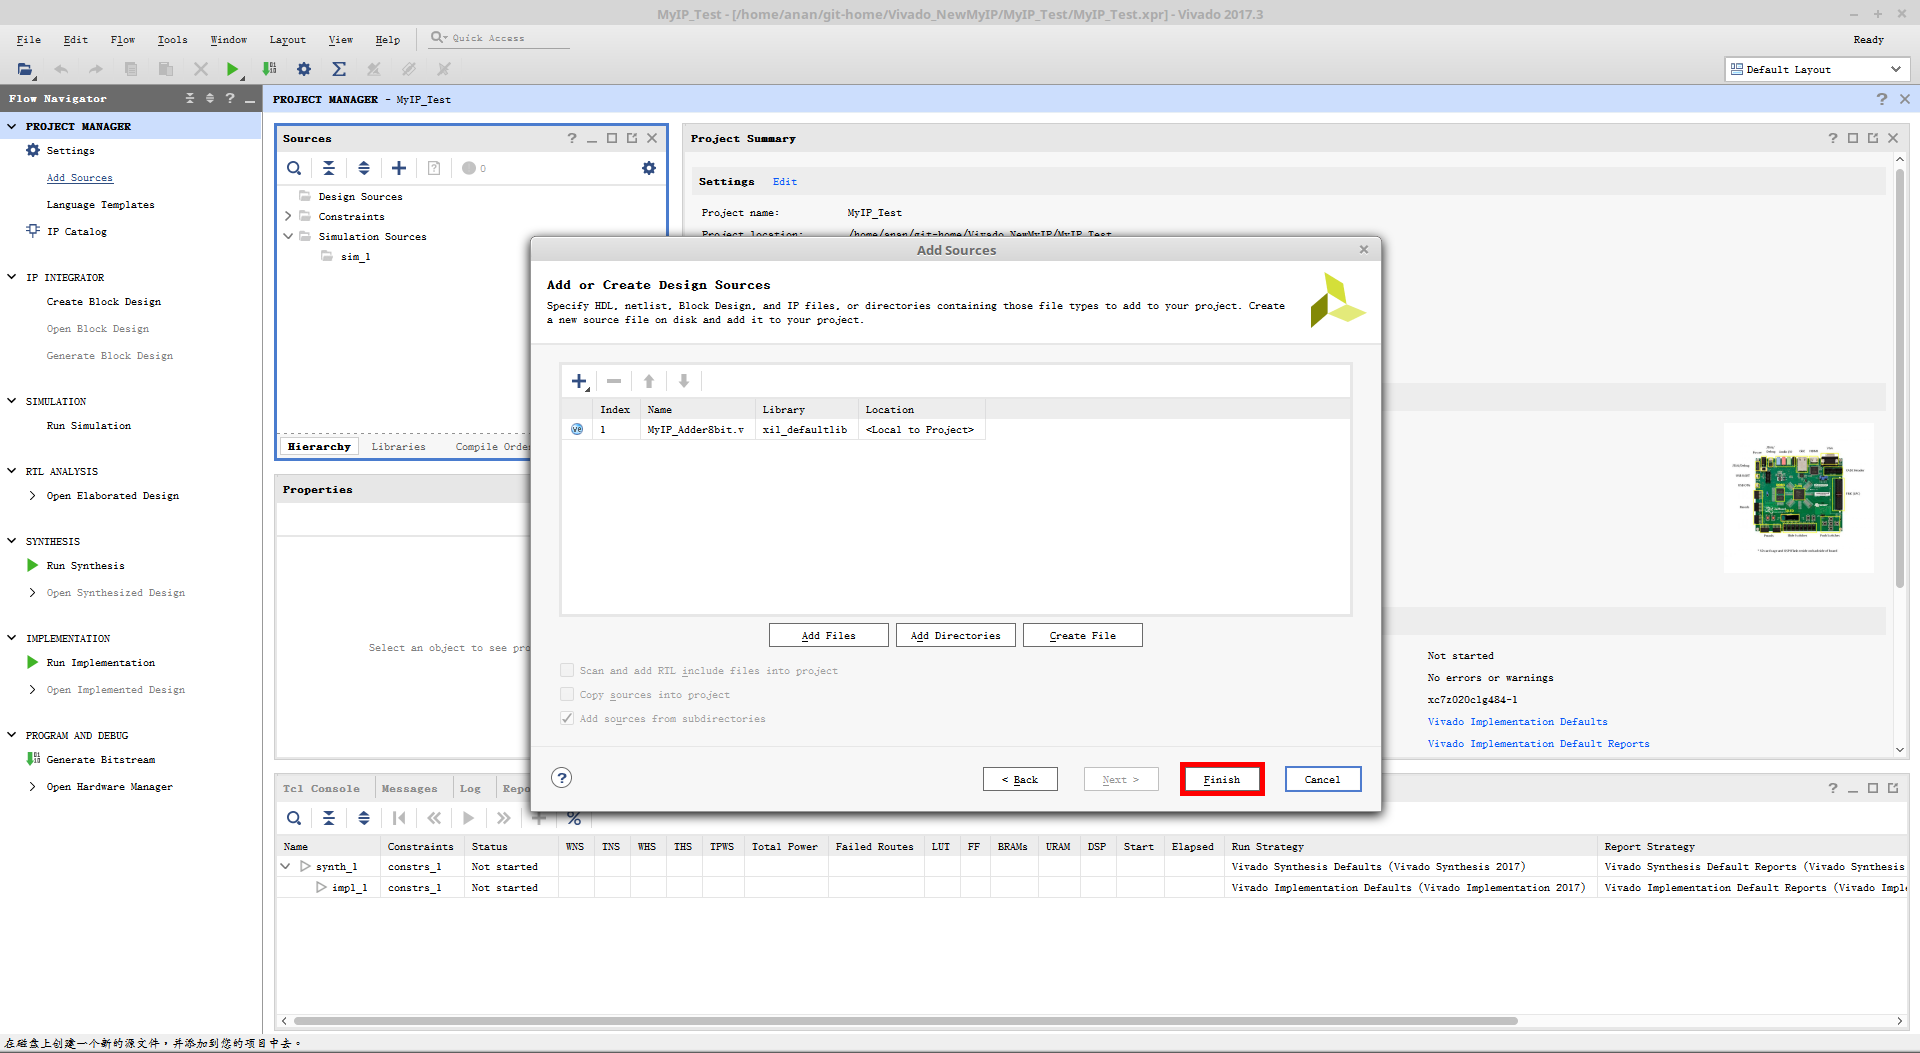 MyIP_Test - [/home/anan/git-home/Vivado_NewMyIP/MyIP_Test/MyIP_Test.xpr] - Vivado 2017.3
File Edit Flow Tools Window Layout View Help Quick Access
Ready
Default Layout
Flow Navigator
PROJECT MANAGER - MyIP_Test
PROJECT MANAGER
Settings
Add Sources
Language Templates
IP Catalog
IP INTEGRATOR
Create Block Design
Open Block Design
Generate Block Design
SIMULATION
Run Simulation
RTL ANALYSIS
Open Elaborated Design
SYNTHESIS
Run Synthesis
Open Synthesized Design
IMPLEMENTATION
Run Implementation
Open Implemented Design
PROGRAM AND DEBUG
Generate Bitstream
Open Hardware Manager
Sources
0
Design Sources
Constraints
Simulation Sources
sim_1
Hierarchy Libraries Compile Order
Properties
Select an object to see pro
Project Summary
Settings Edit
Project name: MyIP_Test
Project location: /home/anan/git-home/Vivado_NewMyIP/MyIP_Test
Add Sources
Add or Create Design Sources
Specify HDL, netlist, Block Design, and IP files, or directories containing those file types to add to your project. Create
a new source file on disk and add it to your project.
Index Name Library Location
1 MyIP_Adder8bit.v xil_defaultlib <Local to Project>
Add Files Add Directories Create File
Scan and add RTL include files into project
Copy sources into project
Add sources from subdirectories
? < Back Next > Finish Cancel
Not started
No errors or warnings
xc7z020clg484-1
Vivado Implementation Defaults
Vivado Implementation Default Reports
Tcl Console Messages Log Repo
Name Constraints Status WNS TNS WHS THS TPWS Total Power Failed Routes LUT FF BRAMs URAM DSP Start Elapsed Run Strategy Report Strategy
synth_1 constrs_1 Not started Vivado Synthesis Defaults (Vivado Synthesis 2017) Vivado Synthesis Default Reports (Vivado Synthesis
impl_1 constrs_1 Not started Vivado Implementation Defaults (Vivado Implementation 2017) Vivado Implementation Default Reports (Vivado Impl
在磁盘上创建一个新的源文件，并添加到您的项目中去。